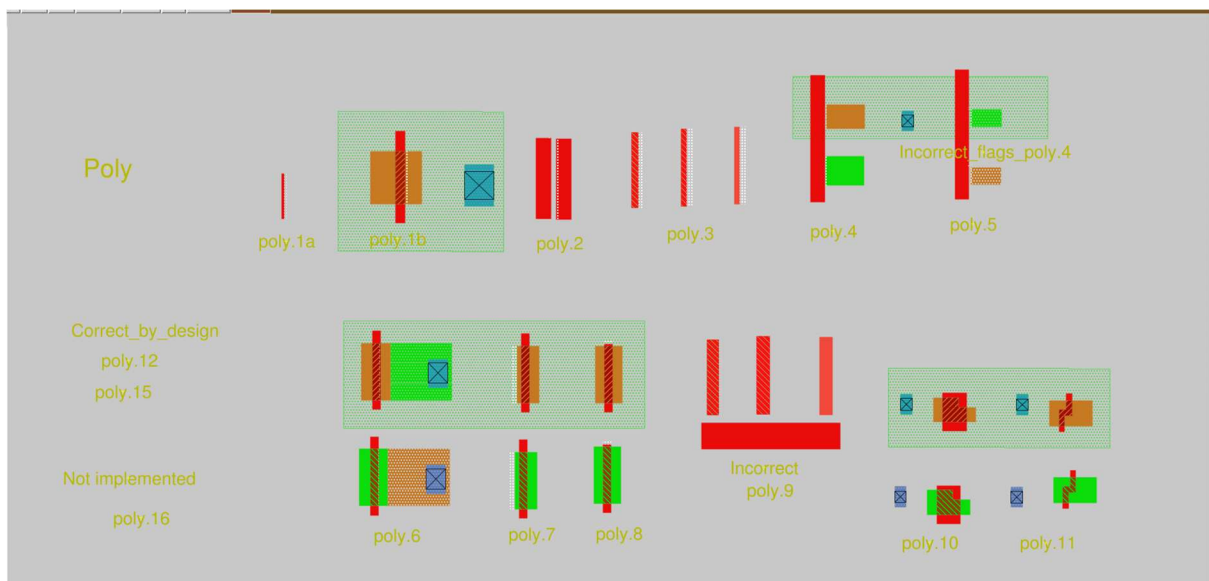 Poly
poly.1a
poly.1b
poly.2
poly.3
Incorrect_flags_poly.4
poly.4
poly.5
Correct_by_design
poly.12
poly.15
Not implemented
poly.16
poly.6
poly.7
poly.8
Incorrect
poly.9
poly.10
poly.11